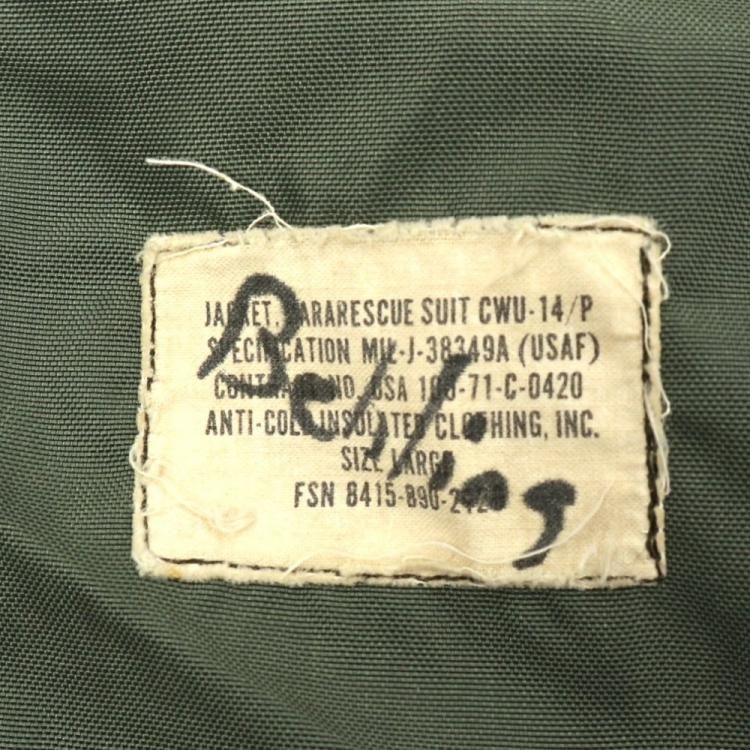 JACKET, PARARESCUE SUIT CWU-14/P
SPECIFICATION MIL-J-38349A (USAF)
CONTRACT NO. DSA 100-71-C-0420
ANTI-COLD INSULATED CLOTHING, INC.
SIZE LARGE
FSN 8415-890-
Belling